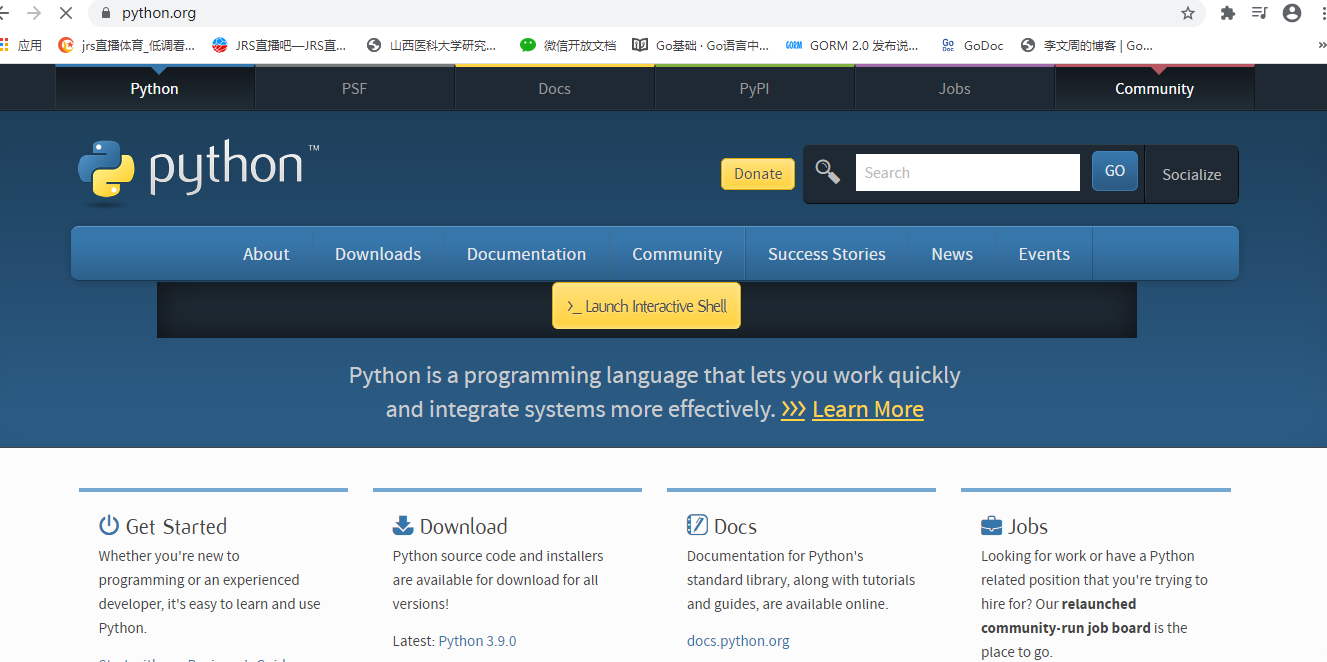 python.org
应用 jrs直播体育_低调看... JRS直播吧—JRS直... 山西医科大学研究... 微信开放文档 Go基础 · Go语言中... GORM 2.0 发布说... GoDoc 李文周的博客 | Go... »
Python PSF Docs PyPI Jobs Community
python™
Donate Search GO Socialize
About Downloads Documentation Community Success Stories News Events
>_ Launch Interactive Shell
Python is a programming language that lets you work quickly
and integrate systems more effectively. >>> Learn More
Get Started
Whether you're new to
programming or an experienced
developer, it's easy to learn and use
Python.
Start with our Beginner's Guide
Download
Python source code and installers
are available for download for all
versions!
Latest: Python 3.9.0
Docs
Documentation for Python's
standard library, along with tutorials
and guides, are available online.
docs.python.org
Jobs
Looking for work or have a Python
related position that you're trying to
hire for? Our relaunched
community-run job board is the
place to go.